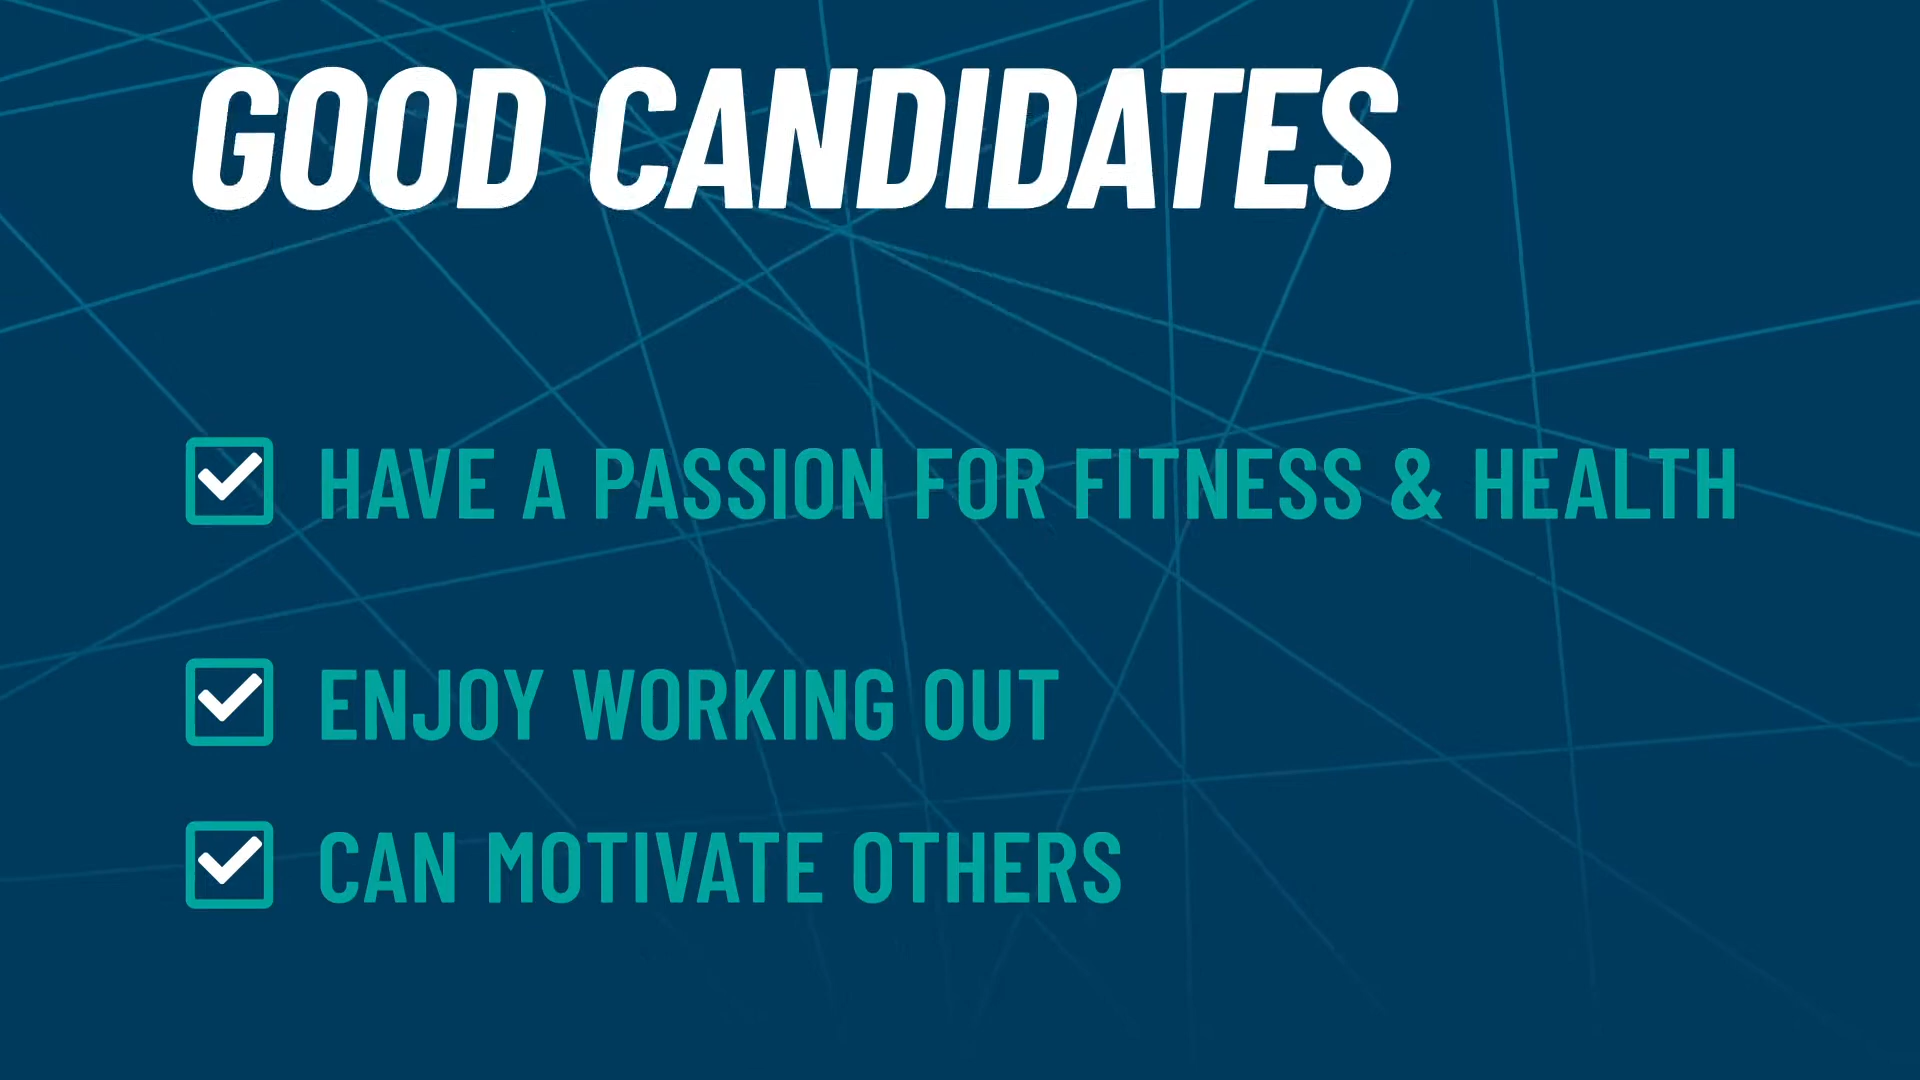 GOOD CANDIDATES
HAVE A PASSION FOR FITNESS & HEALTH
ENJOY WORKING OUT
CAN MOTIVATE OTHERS